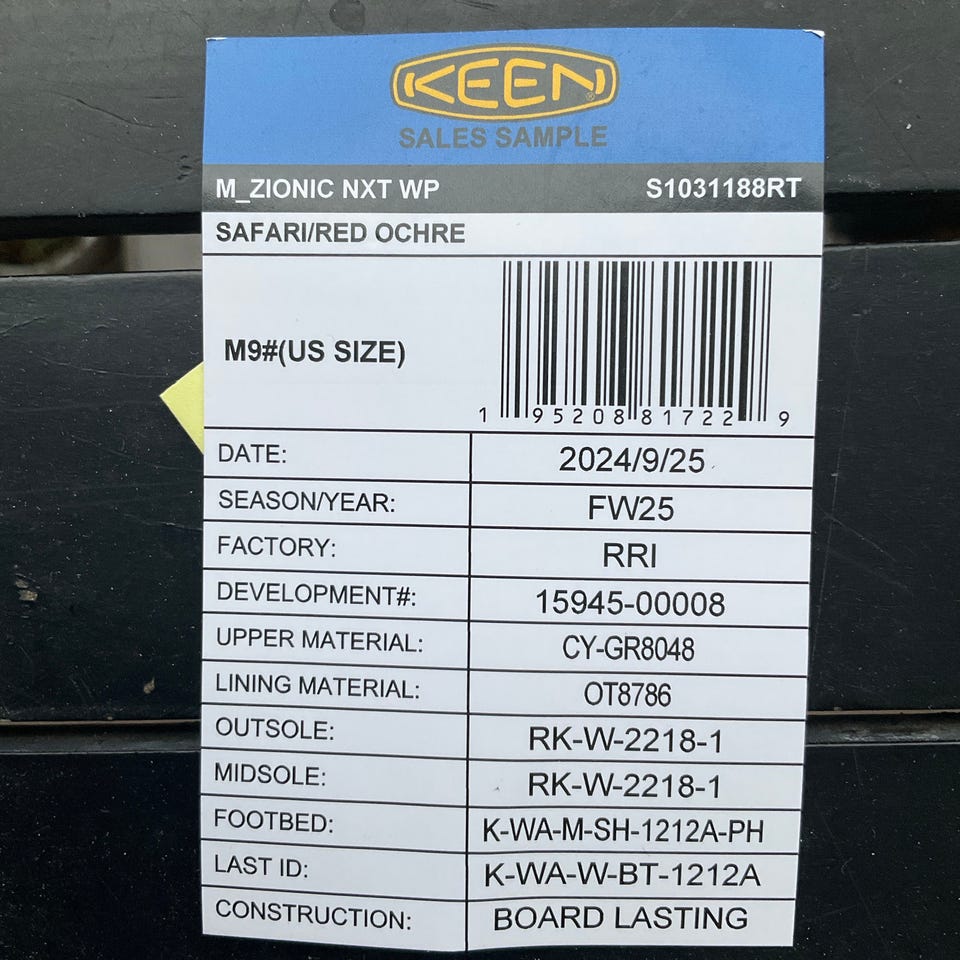 KEEN
SALES SAMPLE
M_ZIONIC NXT WP S1031188RT
SAFARI/RED OCHRE
M9#(US SIZE)
1 95208 81722 9
DATE: 2024/9/25
SEASON/YEAR: FW25
FACTORY: RRI
DEVELOPMENT#: 15945-00008
UPPER MATERIAL: CY-GR8048
LINING MATERIAL: OT8786
OUTSOLE: RK-W-2218-1
MIDSOLE: RK-W-2218-1
FOOTBED: K-WA-M-SH-1212A-PH
LAST ID: K-WA-W-BT-1212A
CONSTRUCTION: BOARD LASTING